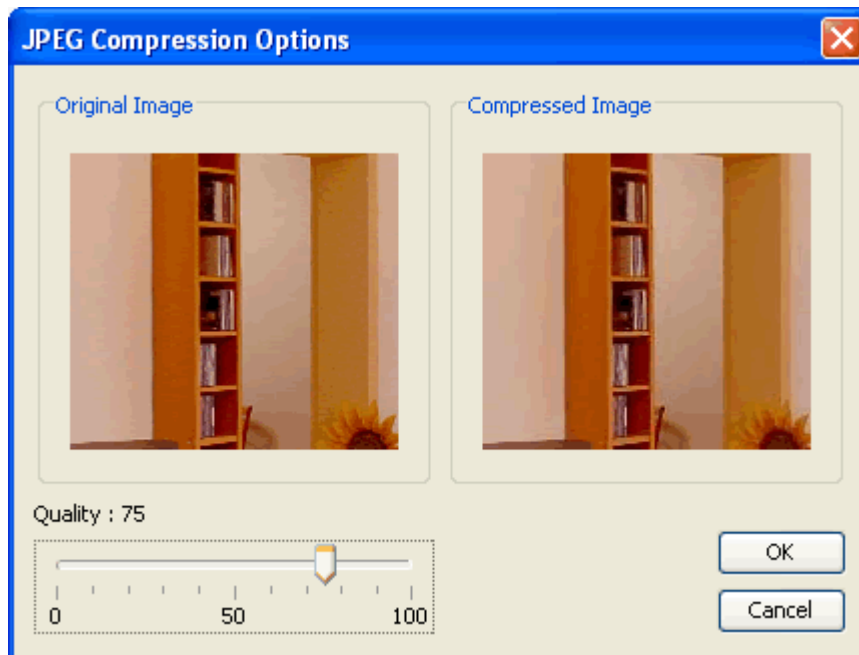 JPEG Compression Options
Original Image
Compressed Image
Quality : 75
0 50 100
OK
Cancel